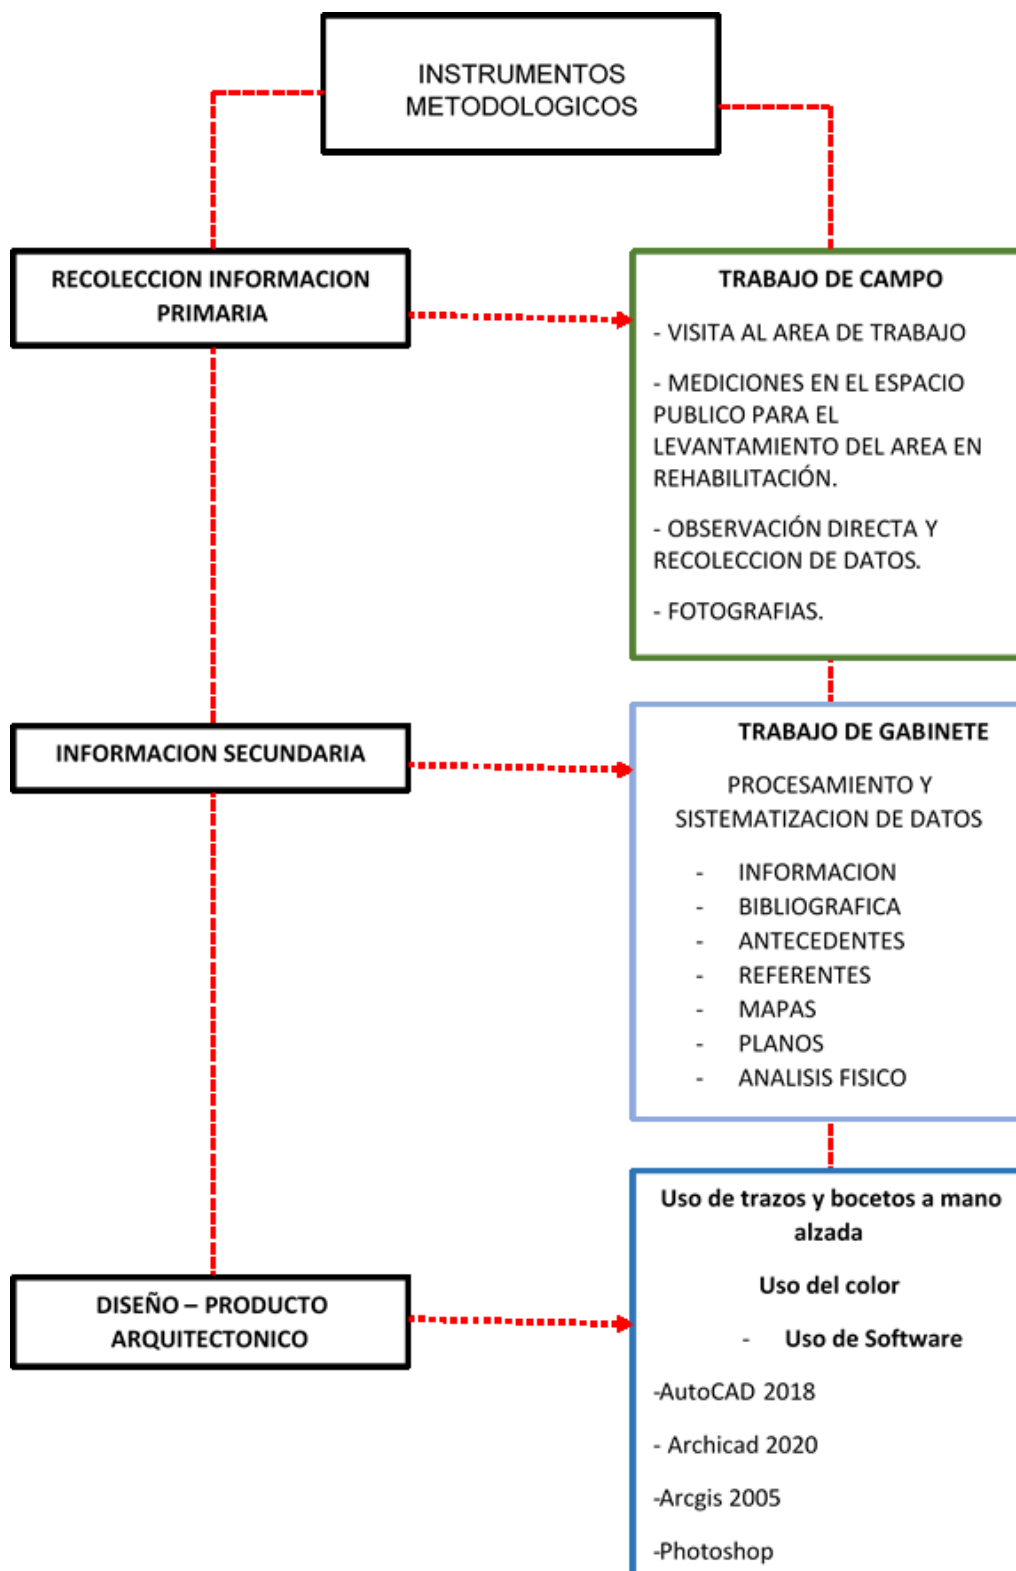 INSTRUMENTOS
METODOLOGICOS
RECOLECCION INFORMACION
PRIMARIA
TRABAJO DE CAMPO
- VISITA AL AREA DE TRABAJO
- MEDICIONES EN EL ESPACIO
PUBLICO PARA EL
LEVANTAMIENTO DEL AREA EN
REHABILITACIÓN.
- OBSERVACIÓN DIRECTA Y
RECOLECCION DE DATOS.
- FOTOGRAFIAS.
INFORMACION SECUNDARIA
TRABAJO DE GABINETE
PROCESAMIENTO Y
SISTEMATIZACION DE DATOS
- INFORMACION
- BIBLIOGRAFICA
- ANTECEDENTES
- REFERENTES
- MAPAS
- PLANOS
- ANALISIS FISICO
DISEÑO – PRODUCTO
ARQUITECTONICO
Uso de trazos y bocetos a mano
alzada
Uso del color
- Uso de Software
-AutoCAD 2018
- Archicad 2020
-Arcgis 2005
-Photoshop